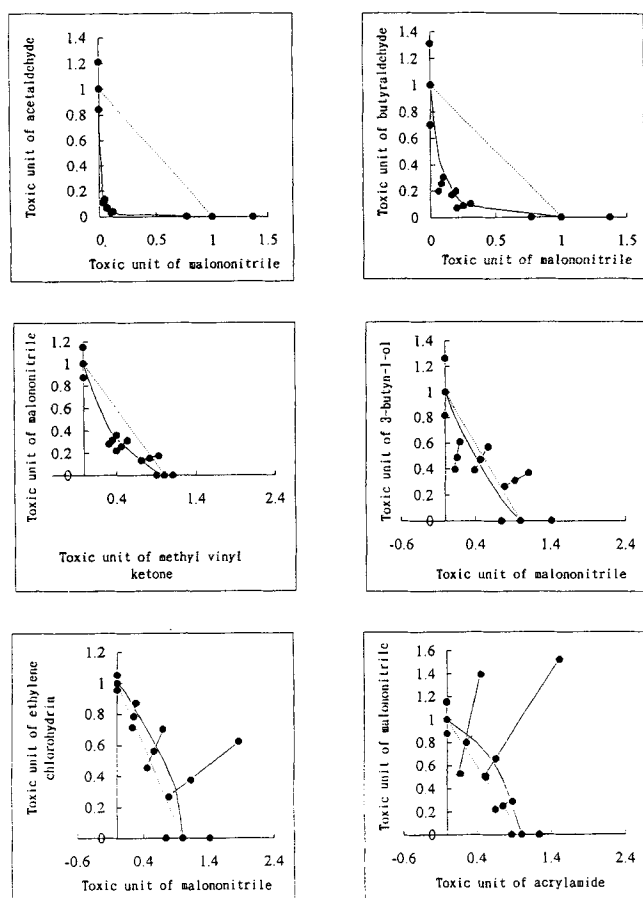 Toxic unit of acetaldehyde
1.4
1.2
1
0.8
0.6
0.4
0.2
0
0 0.5 1 1.5
Toxic unit of malononitrile
Toxic unit of butyraldehyde
1.4
1.2
1
0.8
0.6
0.4
0.2
0
0 0.5 1 1.5
Toxic unit of malononitrile
Toxic unit of malononitrile
1.2
1
0.8
0.6
0.4
0.2
0
0.4 1.4 2.4
Toxic unit of methyl vinyl
ketone
Toxic unit of 3-butyn-1-ol
1.4
1.2
1
0.8
0.6
0.4
0.2
0
-0.6 0.4 1.4 2.4
Toxic unit of malononitrile
Toxic unit of ethylene
chlorohydrin
1.2
1
0.8
0.6
0.4
0.2
0
-0.6 0.4 1.4 2.4
Toxic unit of malononitrile
Toxic unit of malononitrile
1.6
1.4
1.2
1
0.8
0.6
0.4
0.2
0
-0.6 0.4 1.4 2.4
Toxic unit of acrylamide